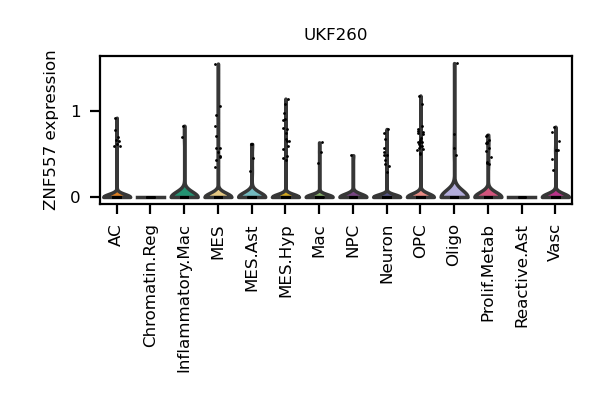 UKF260
ZNF557 expression
1
0
AC
Chromatin.Reg
Inflammatory.Mac
MES
MES.Ast
MES.Hyp
Mac
NPC
Neuron
OPC
Oligo
Prolif.Metab
Reactive.Ast
Vasc